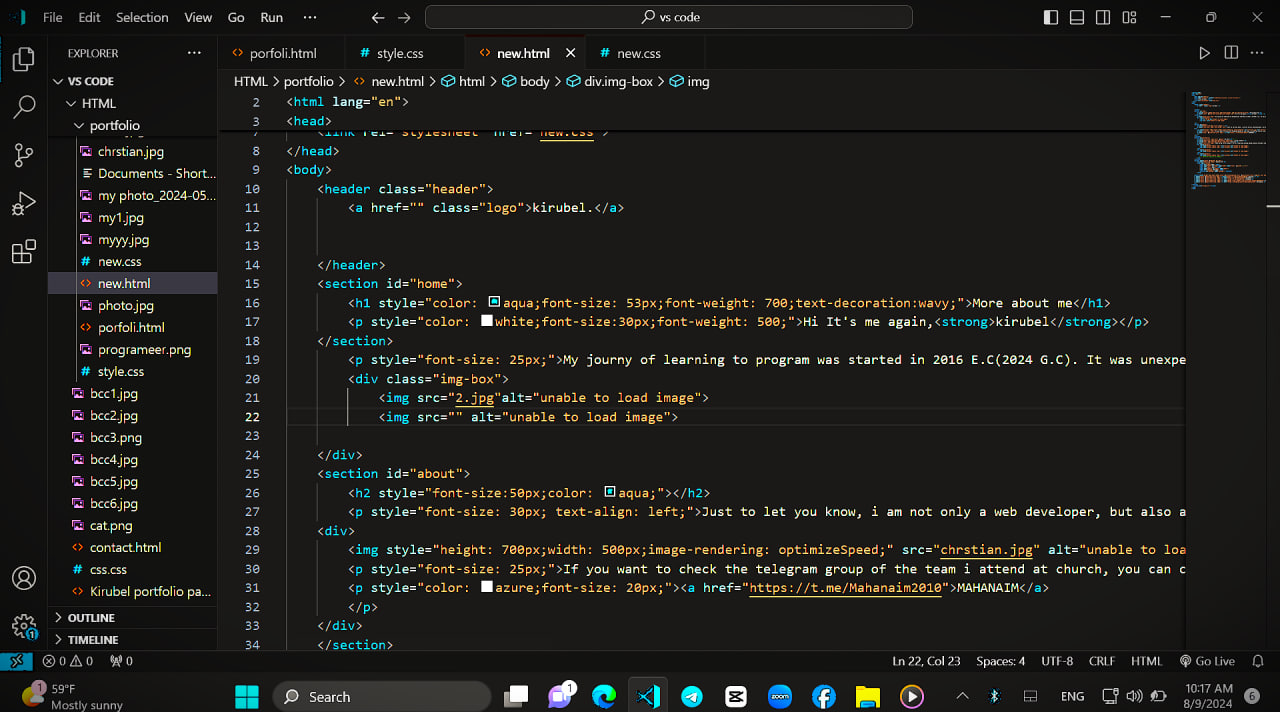 File Edit Selection View Go Run ··· vs code
EXPLORER ···
VS CODE
HTML
portfolio
chrstian.jpg
Documents - Short...
my photo_2024-05...
my1.jpg
myyy.jpg
new.css
new.html
photo.jpg
porfoli.html
programeer.png
style.css
bcc1.jpg
bcc2.jpg
bcc3.png
bcc4.jpg
bcc5.jpg
bcc6.jpg
cat.png
contact.html
css.css
Kirubel portfolio pa...
OUTLINE
TIMELINE
porfoli.html style.css new.html new.css
HTML > portfolio > new.html > html > body > div.img-box > img
2 <html lang="en">
3 <head>
7 <link rel="stylesheet" href="new.css">
8 </head>
9 <body>
10 <header class="header">
11 <a href="" class="logo">kirubel.</a>
12
13
14 </header>
15 <section id="home">
16 <h1 style="color: aqua;font-size: 53px;font-weight: 700;text-decoration:wavy;">More about me</h1>
17 <p style="color: white;font-size:30px;font-weight: 500;">Hi It's me again,<strong>kirubel</strong></p>
18 </section>
19 <p style="font-size: 25px;">My journy of learning to program was started in 2016 E.C(2024 G.C). It was unexpe
20 <div class="img-box">
21 <img src="2.jpg"alt="unable to load image">
22 <img src="" alt="unable to load image">
23
24 </div>
25 <section id="about">
26 <h2 style="font-size:50px;color: aqua;"></h2>
27 <p style="font-size: 30px; text-align: left;">Just to let you know, i am not only a web developer, but also a
28 <div>
29 <img style="height: 700px;width: 500px;image-rendering: optimizeSpeed;" src="chrstian.jpg" alt="unable to loa
30 <p style="font-size: 25px">If you want to check the telegram group of the team i attend at church, you can c
31 <p style="color: azure;font-size: 20px;"><a href="https://t.me/Mahanaim2010">MAHANAIM</a>
32 </p>
33 </div>
34 </section>
0 0 0 Ln 22, Col 23 Spaces: 4 UTF-8 CRLF HTML Go Live
1
59°F
Mostly sunny
Search
1
zoom
ENG
10:17 AM
8/9/2024
6